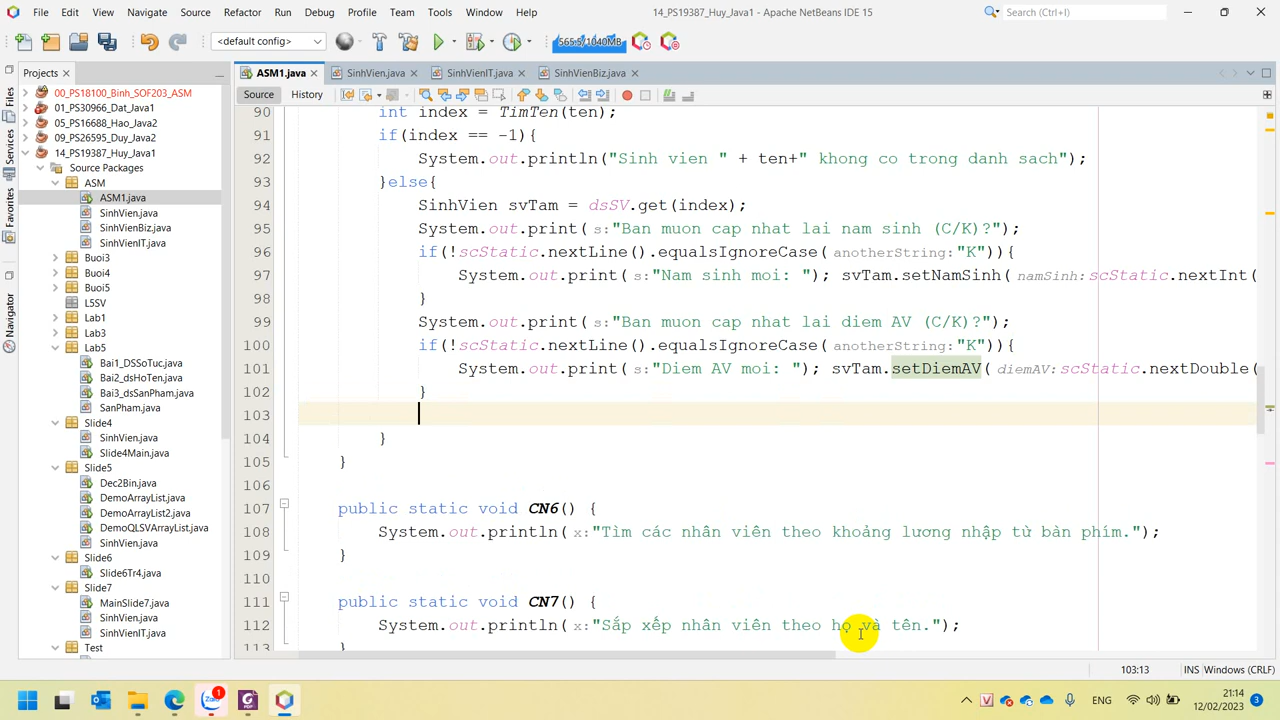 File Edit View Navigate Source Refactor Run Debug Profile Team Tools Window Help 14_PS19387_Huy_Java1 - Apache NetBeans IDE 15 Search (Ctrl+I)
<default config> 565.5/1040MB
Projects ASM1.java SinhVien.java SinhVienIT.java SinhVienBiz.java
Source History
Files
Services
Favorites
Navigator
00_PS18100_Binh_SOF203_ASM
01_PS30966_Dat_Java1
05_PS16688_Hao_Java2
09_PS26595_Duy_Java2
14_PS19387_Huy_Java1
Source Packages
ASM
ASM1.java
SinhVien.java
SinhVienBiz.java
SinhVienIT.java
Buoi3
Buoi4
Buoi5
L5SV
Lab1
Lab3
Lab5
Bai1_DSSoTuc.java
Bai2_dsHoTen.java
Bai3_dsSanPham.java
SanPham.java
Slide4
SinhVien.java
Slide4Main.java
Slide5
Dec2Bin.java
DemoArrayList.java
DemoArrayList2.java
DemoQLSVArrayList.java
SinhVien.java
Slide6
Slide6Tr4.java
Slide7
MainSlide7.java
SinhVien.java
SinhVienIT.java
Test
90 int index = TimTen(ten);
91 if(index == -1){
92 System.out.println("Sinh vien " + ten+" khong co trong danh sach");
93 }else{
94 SinhVien svTam = dsSV.get(index);
95 System.out.print(s:"Ban muon cap nhat lai nam sinh (C/K)?");
96 if(!scStatic.nextLine().equalsIgnoreCase(anotherString:"K")){
97 System.out.print(s:"Nam sinh moi: "); svTam.setNamSinh(namSinh:scStatic.nextInt(
98 }
99 System.out.print(s:"Ban muon cap nhat lai diem AV (C/K)?");
100 if(!scStatic.nextLine().equalsIgnoreCase(anotherString:"K")){
101 System.out.print(s:"Diem AV moi: "); svTam.setDiemAV(diemAV:scStatic.nextDouble(
102 }
103
104 }
105 }
106
107 public static void CN6() {
108 System.out.println(x:"Tìm các nhân viên theo khoảng lương nhập từ bàn phím.");
109 }
110
111 public static void CN7() {
112 System.out.println(x:"Sắp xếp nhân viên theo họ và tên.");
113 }
103:13 INS Windows (CRLF)
Zalo 1 ENG 21:14
12/02/2023 3